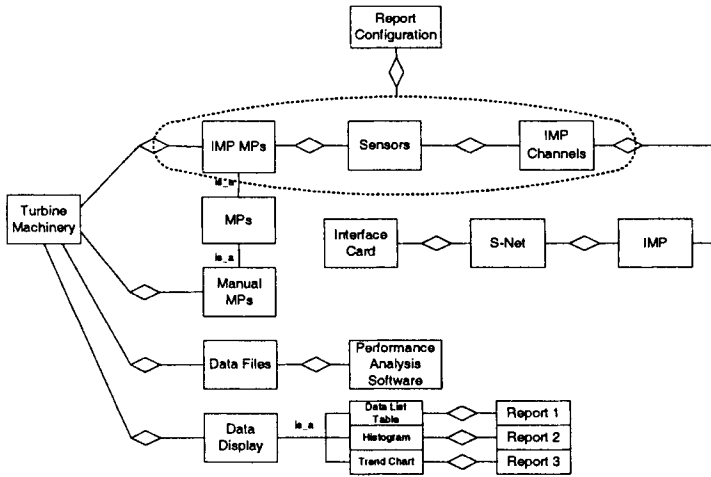 Report
Configuration
IMP MPs
Sensors
IMP
Channels
is_a
Turbine
Machinery
MPs
Interface
Card
S-Net
IMP
is_a
Manual
MPs
Data Files
Performance
Analysis
Software
Data
Display
is_a
Data List
Table
Report 1
Histogram
Report 2
Trend Chart
Report 3